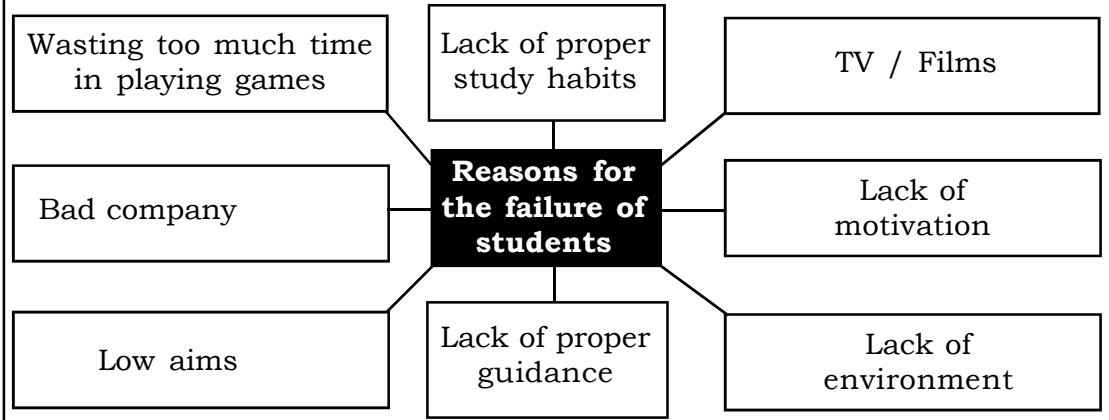 Wasting too much time
in playing games
Lack of proper
study habits
TV / Films
Bad company
Reasons for
the failure of
students
Lack of
motivation
Low aims
Lack of proper
guidance
Lack of
environment